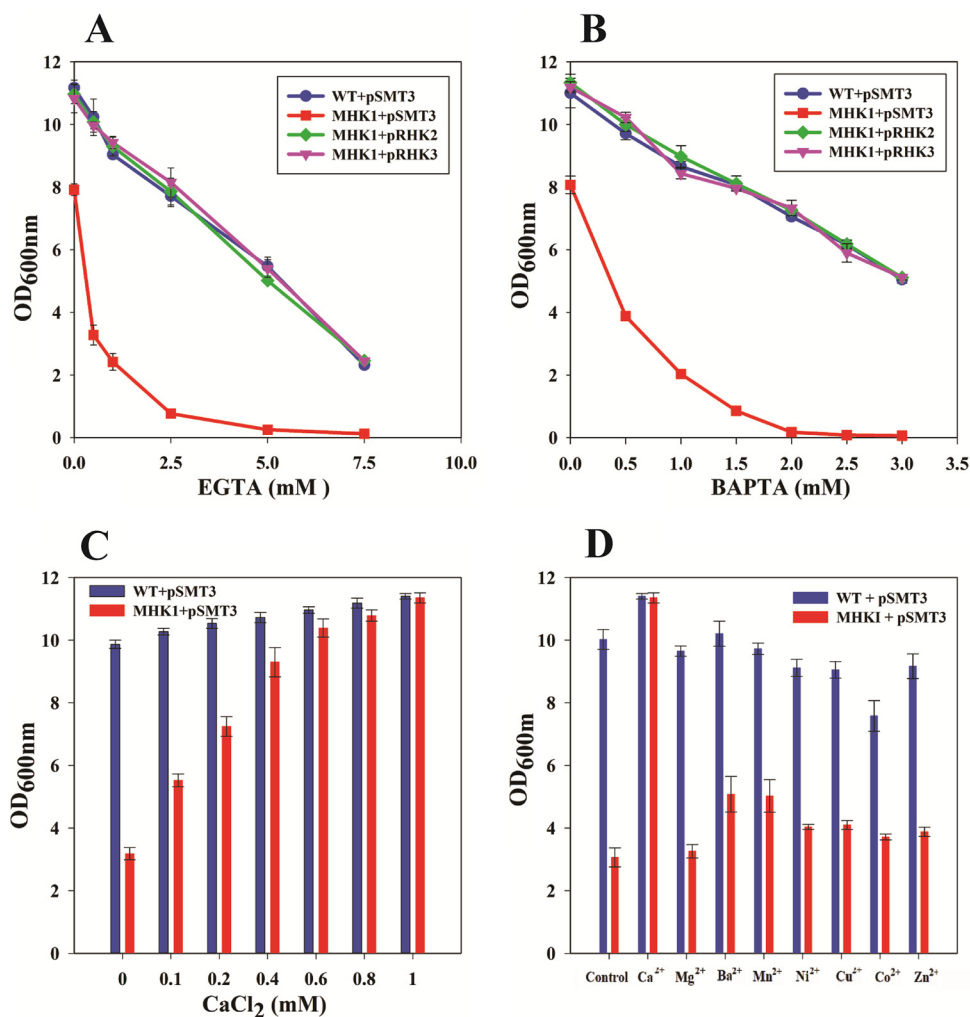 A
12
10
8
6
4
2
0
OD600nm
WT+pSMT3
MHK1+pSMT3
MHK1+pRHK2
MHK1+pRHK3
0.0 2.5 5.0 7.5 10.0
EGTA (mM )
B
12
10
8
6
4
2
0
OD600nm
WT+pSMT3
MHK1+pSMT3
MHK1+pRHK2
MHK1+pRHK3
0.0 0.5 1.0 1.5 2.0 2.5 3.0 3.5
BAPTA (mM)
C
12
10
8
6
4
2
0
OD600nm
WT+pSMT3
MHK1+pSMT3
0 0.1 0.2 0.4 0.6 0.8 1
CaCl2 (mM)
D
12
10
8
6
4
2
0
OD600m
WT + pSMT3
MHKI + pSMT3
Control Ca2+ Mg2+ Ba2+ Mn2+ Ni2+ Cu2+ Co2+ Zn2+